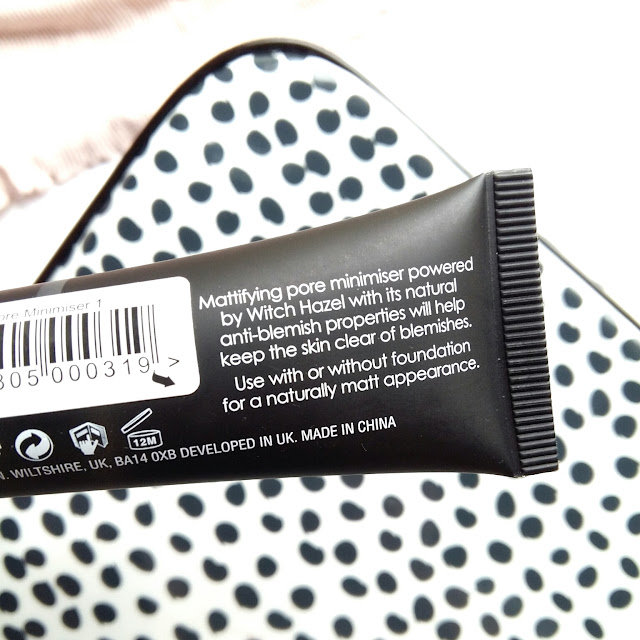 Mattifying pore minimiser powered
by Witch Hazel with its natural
anti-blemish properties will help
keep the skin clear of blemishes.
Use with or without foundation
for a naturally matt appearance.
Minimiser 1
805 000319 >
12M
WILTSHIRE, UK, BA14 0XB DEVELOPED IN UK. MADE IN CHINA